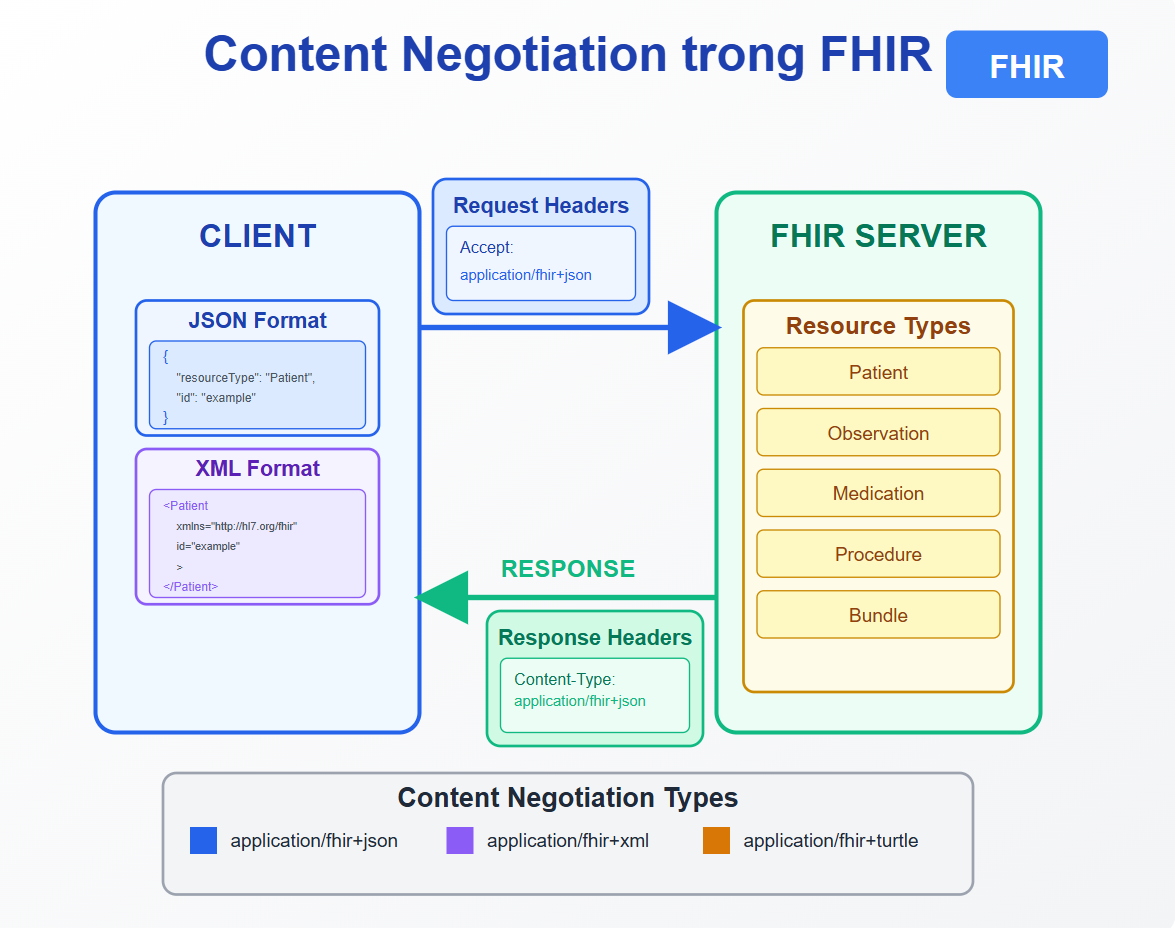 Content Negotiation trong FHIR
FHIR
CLIENT
JSON Format
{
"resourceType": "Patient",
"id": "example"
}
XML Format
<Patient
xmlns="http://hl7.org/fhir"
id="example"
>
</Patient>
Request Headers
Accept:
application/fhir+json
RESPONSE
Response Headers
Content-Type:
application/fhir+json
FHIR SERVER
Resource Types
Patient
Observation
Medication
Procedure
Bundle
Content Negotiation Types
application/fhir+json
application/fhir+xml
application/fhir+turtle